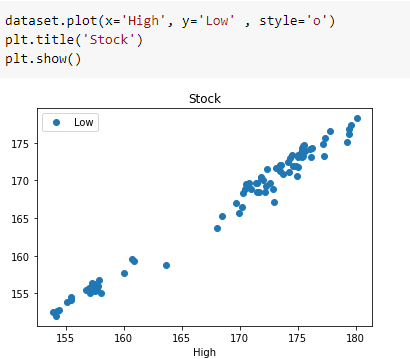 dataset.plot(x='High', y='Low' , style='o')
plt.title('Stock')
plt.show()
Stock
Low
175
170
165
160
155
155 160 165 170 175 180
High